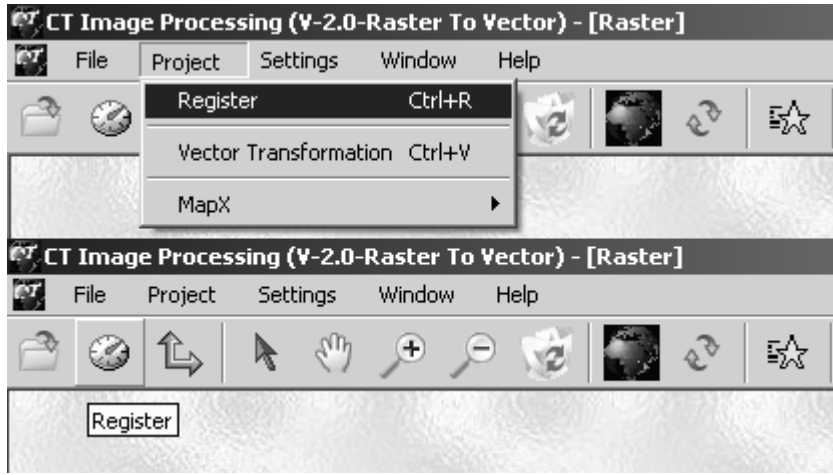 CT Image Processing (V-2.0-Raster To Vector) - [Raster]
File Project Settings Window Help
Register Ctrl+R
Vector Transformation Ctrl+V
MapX
CT Image Processing (V-2.0-Raster To Vector) - [Raster]
File Project Settings Window Help
Register